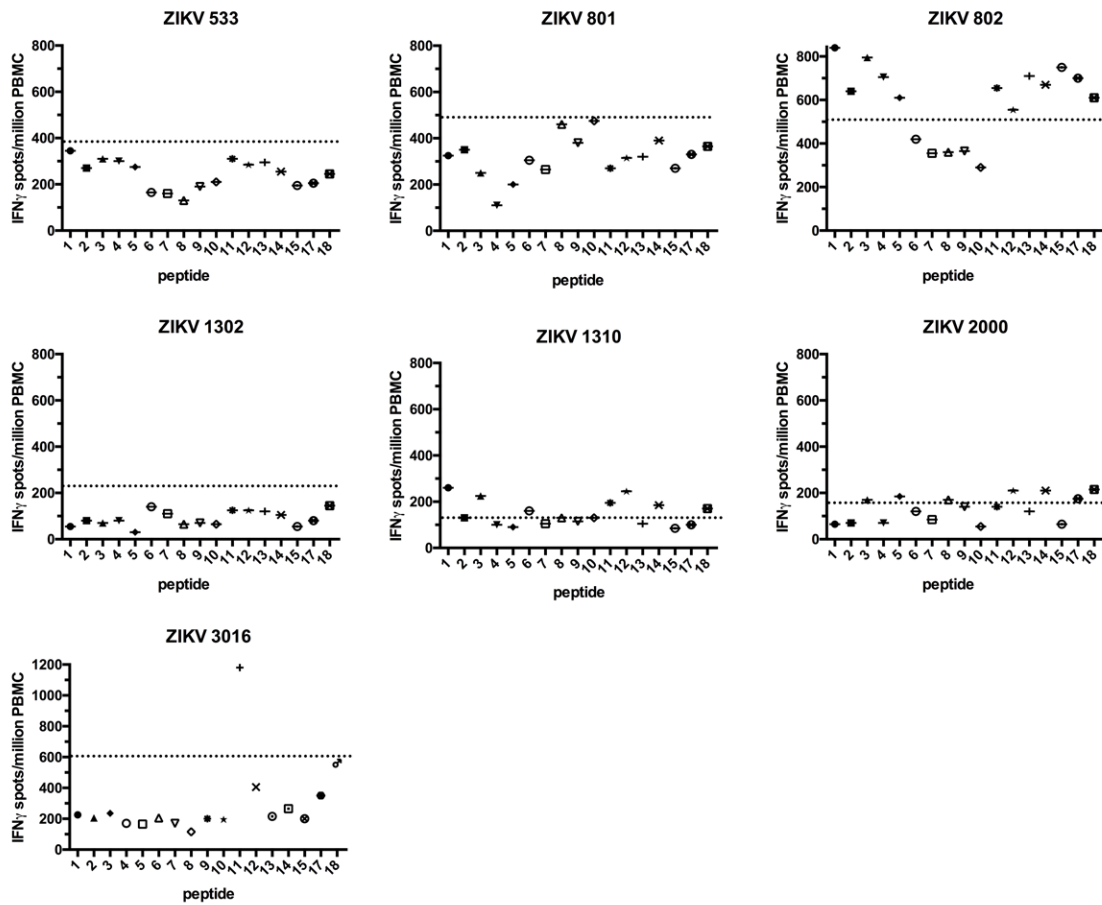 ZIKV 533
IFNγ spots/million PBMC
800
600
400
200
0
1 2 3 4 5 6 7 8 9 10 11 12 13 14 15 17 18
peptide
ZIKV 801
IFNγ spots/million PBMC
800
600
400
200
0
1 2 3 4 5 6 7 8 9 10 11 12 13 14 15 17 18
peptide
ZIKV 802
IFNγ spots/million PBMC
800
600
400
200
0
1 2 3 4 5 6 7 8 9 10 11 12 13 14 15 17 18
peptide
ZIKV 1302
IFNγ spots/million PBMC
800
600
400
200
0
1 2 3 4 5 6 7 8 9 10 11 12 13 14 15 17 18
peptide
ZIKV 1310
IFNγ spots/million PBMC
800
600
400
200
0
1 2 3 4 5 6 7 8 9 10 11 12 13 14 15 17 18
peptide
ZIKV 2000
IFNγ spots/million PBMC
800
600
400
200
0
1 2 3 4 5 6 7 8 9 10 11 12 13 14 15 17 18
peptide
ZIKV 3016
IFNγ spots/million PBMC
1200
1000
800
600
400
200
0
1 2 3 4 5 6 7 8 9 10 11 12 13 14 15 17 18
peptide